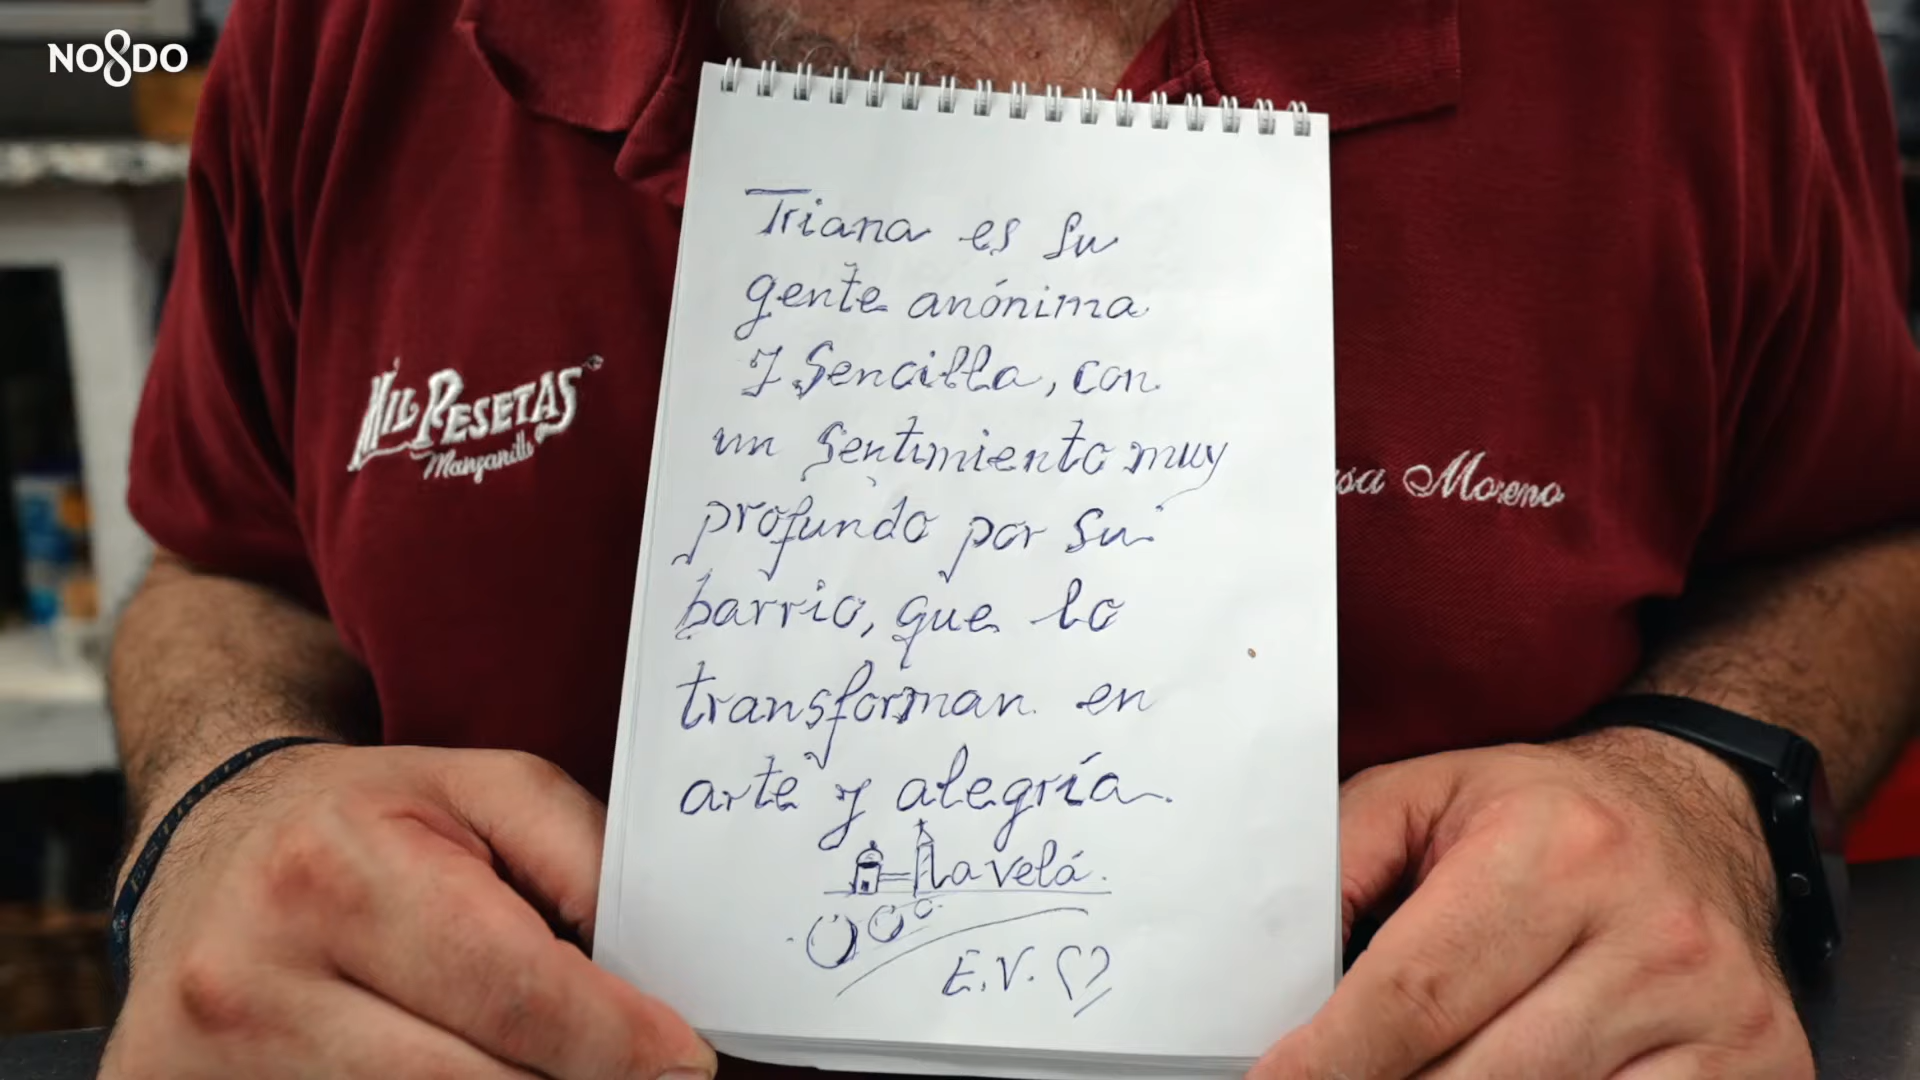 NO8DO
Triana es su
gente anónima
y Sencilla, con
un sentimiento muy
profundo por su
barrio, que lo
transforman en
arte y alegría.
la velá.
E.V.
MIL PESETAS
Manzanilla
sa Moreno